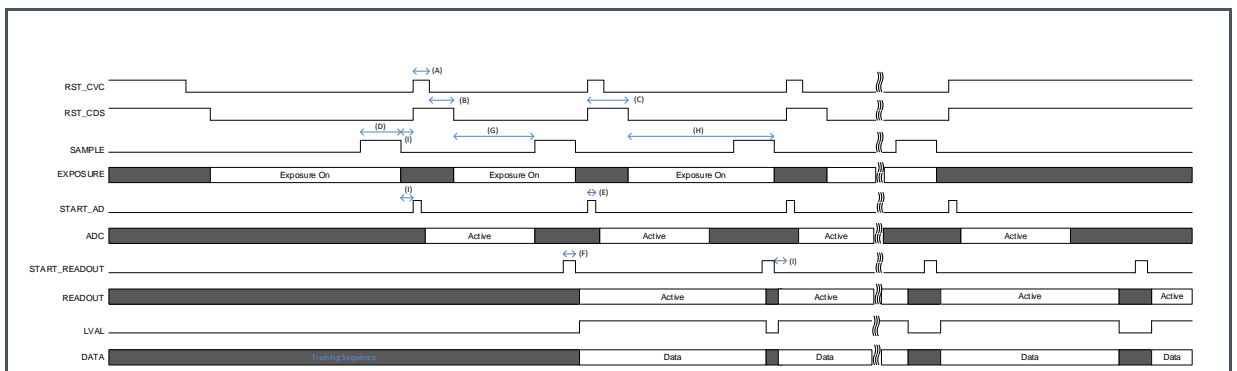 (A)
RST_CVC
(B) (C)
RST_CDS
(D) (G) (H)
(I)
SAMPLE
EXPOSURE Exposure On Exposure On Exposure On
(I) (E)
START_AD
ADC Active Active Active Active
(F) (I)
START_READOUT
READOUT Active Active Active Active
LVAL
DATA Training Sequence Data Data Data Data